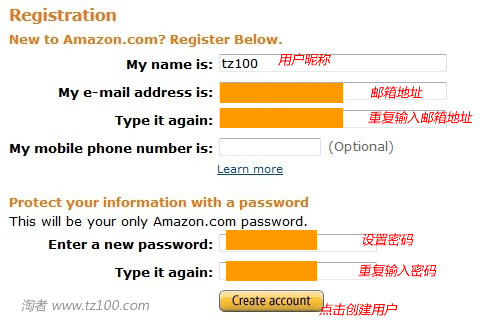 Registration
New to Amazon.com? Register Below.
My name is: tz100 用户昵称
My e-mail address is: 邮箱地址
Type it again: 重复输入邮箱地址
My mobile phone number is: (Optional)
Learn more
Protect your information with a password
This will be your only Amazon.com password.
Enter a new password: 设置密码
Type it again: 重复输入密码
Create account 点击创建用户
淘者 www.tz100.com